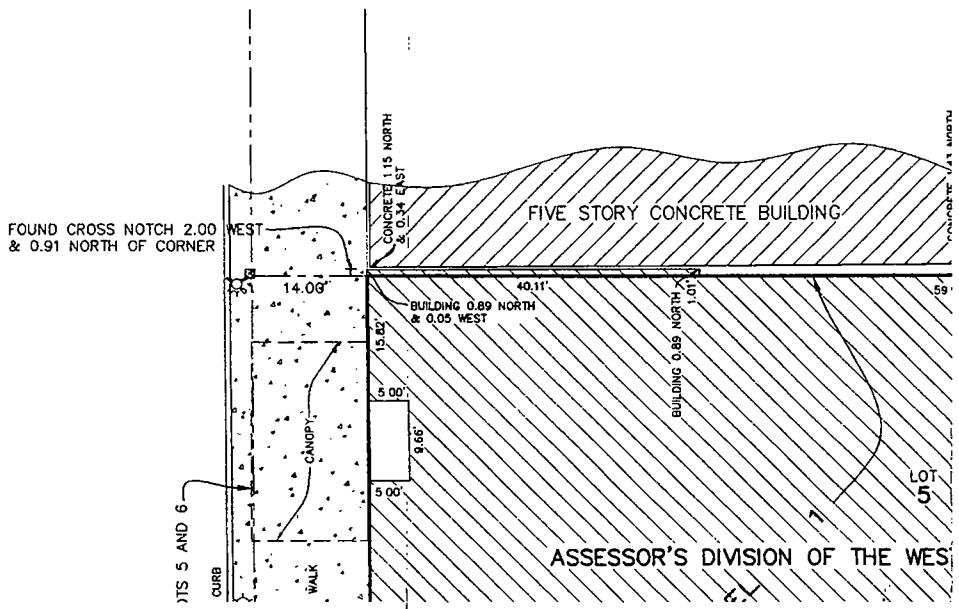 CONCRETE 1.15 NORTH
& 0.34 EAST
FIVE STORY CONCRETE BUILDING
FOUND CROSS NOTCH 2.00 WEST
& 0.91 NORTH OF CORNER
14.00'
40.11'
59
BUILDING 0.89 NORTH
& 0.05 WEST
BUILDING 0.89 NORTH
1.01'
15.82'
5.00'
9.66'
5.00'
CANOPY
LOT
5
1
OTS 5 AND 6
CURB
WALK
ASSESSOR'S DIVISION OF THE WES